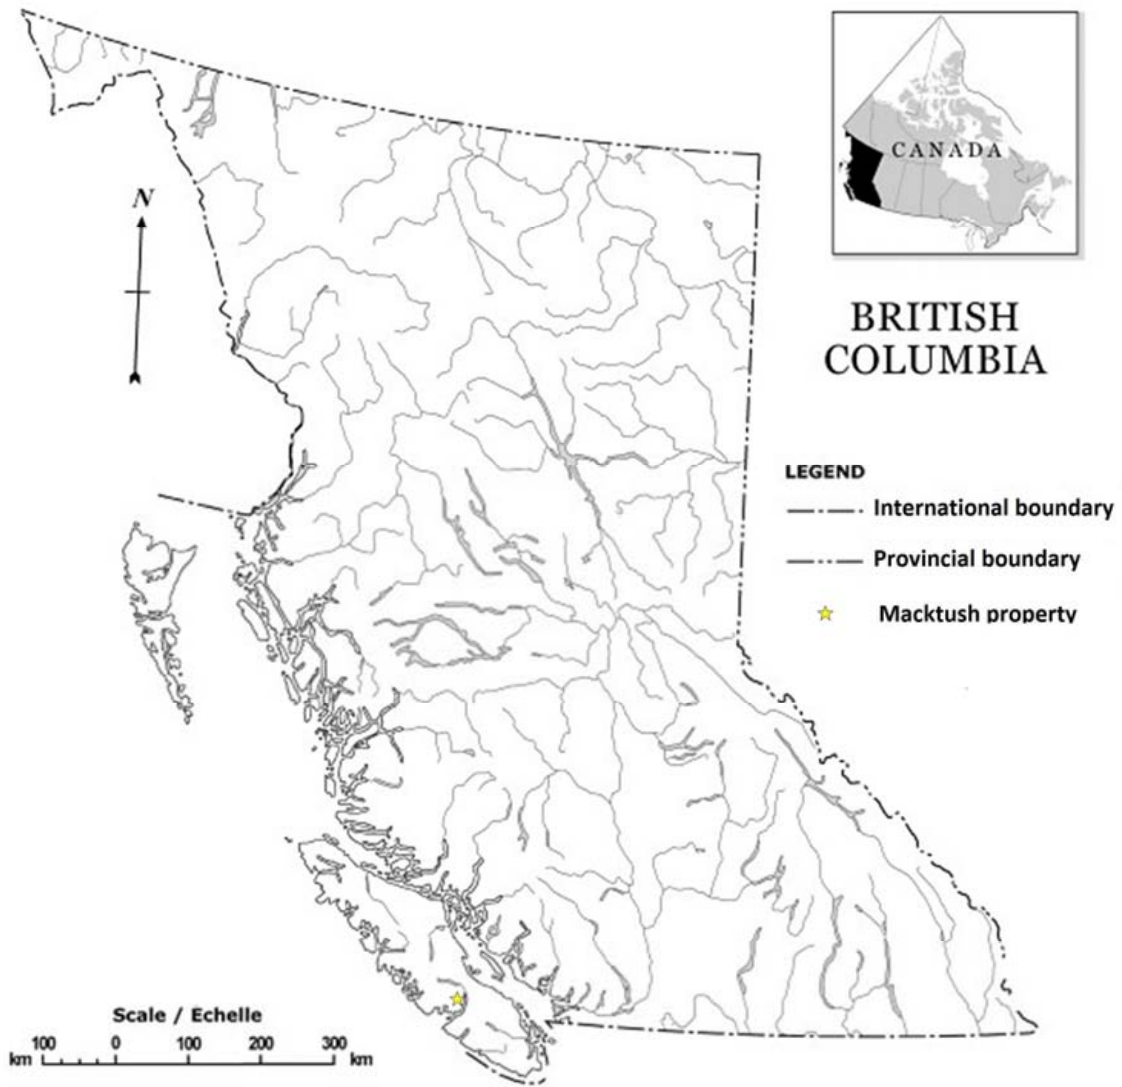 N
CANADA
BRITISH
COLUMBIA
LEGEND
International boundary
Provincial boundary
Macktush property
Scale / Echelle
100 0 100 200 300
km km